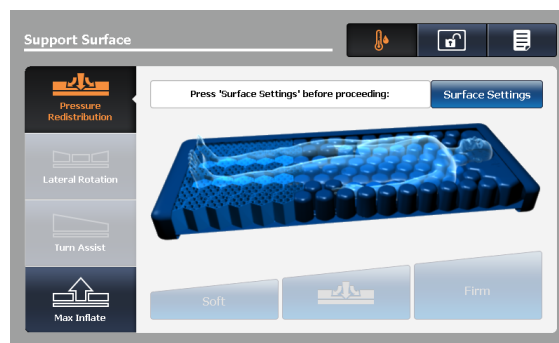 Support Surface
Pressure
Redistribution
Press 'Surface Settings' before proceeding:
Surface Settings
Lateral Rotation
Turn Assist
Max Inflate
Soft
Firm